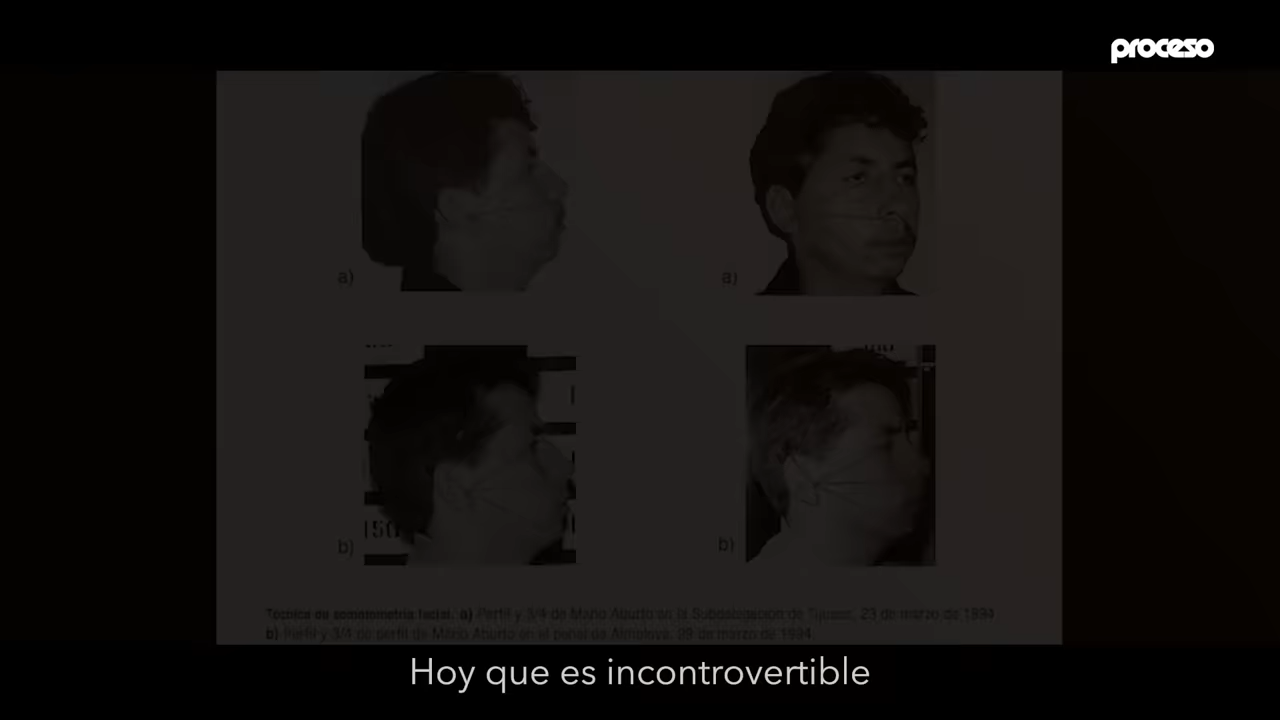 proceso
a)
a)
150
b)
b)
Técnica de somatometría facial. a) Perfil y 3/4 de Mario Aburto en la Subdelegación de Tijuana, 23 de marzo de 1994
b) Perfil y 3/4 de perfil de Mario Aburto en el penal de Almoloya, 29 de marzo de 1994.
Hoy que es incontrovertible